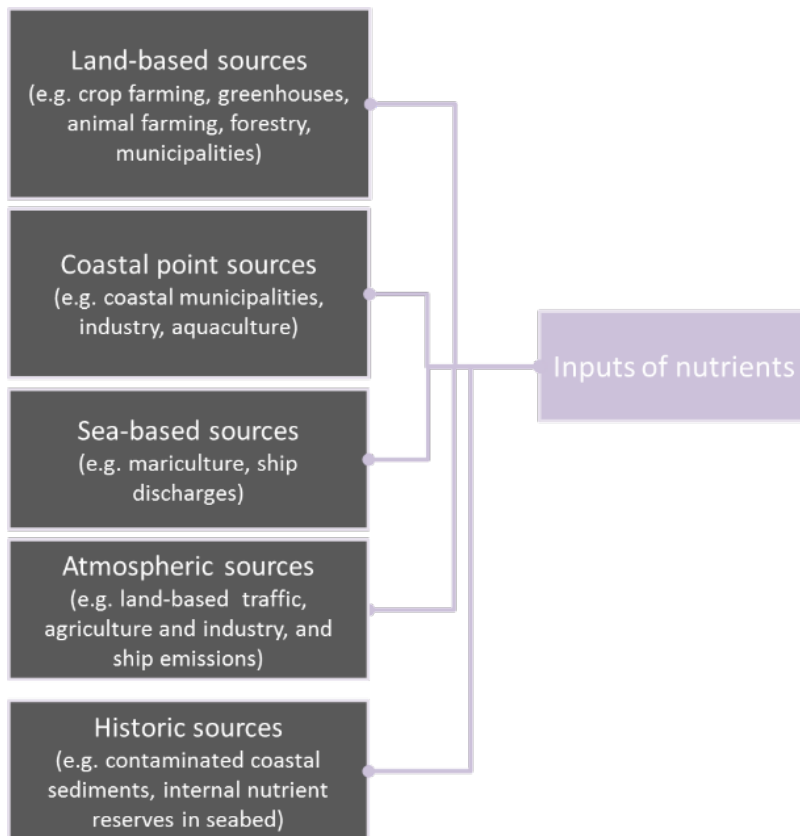 Land-based sources
(e.g. crop farming, greenhouses,
animal farming, forestry,
municipalities)
Coastal point sources
(e.g. coastal municipalities,
industry, aquaculture)
Sea-based sources
(e.g. mariculture, ship
discharges)
Atmospheric sources
(e.g. land-based traffic,
agriculture and industry, and
ship emissions)
Historic sources
(e.g. contaminated coastal
sediments, internal nutrient
reserves in seabed)
Inputs of nutrients